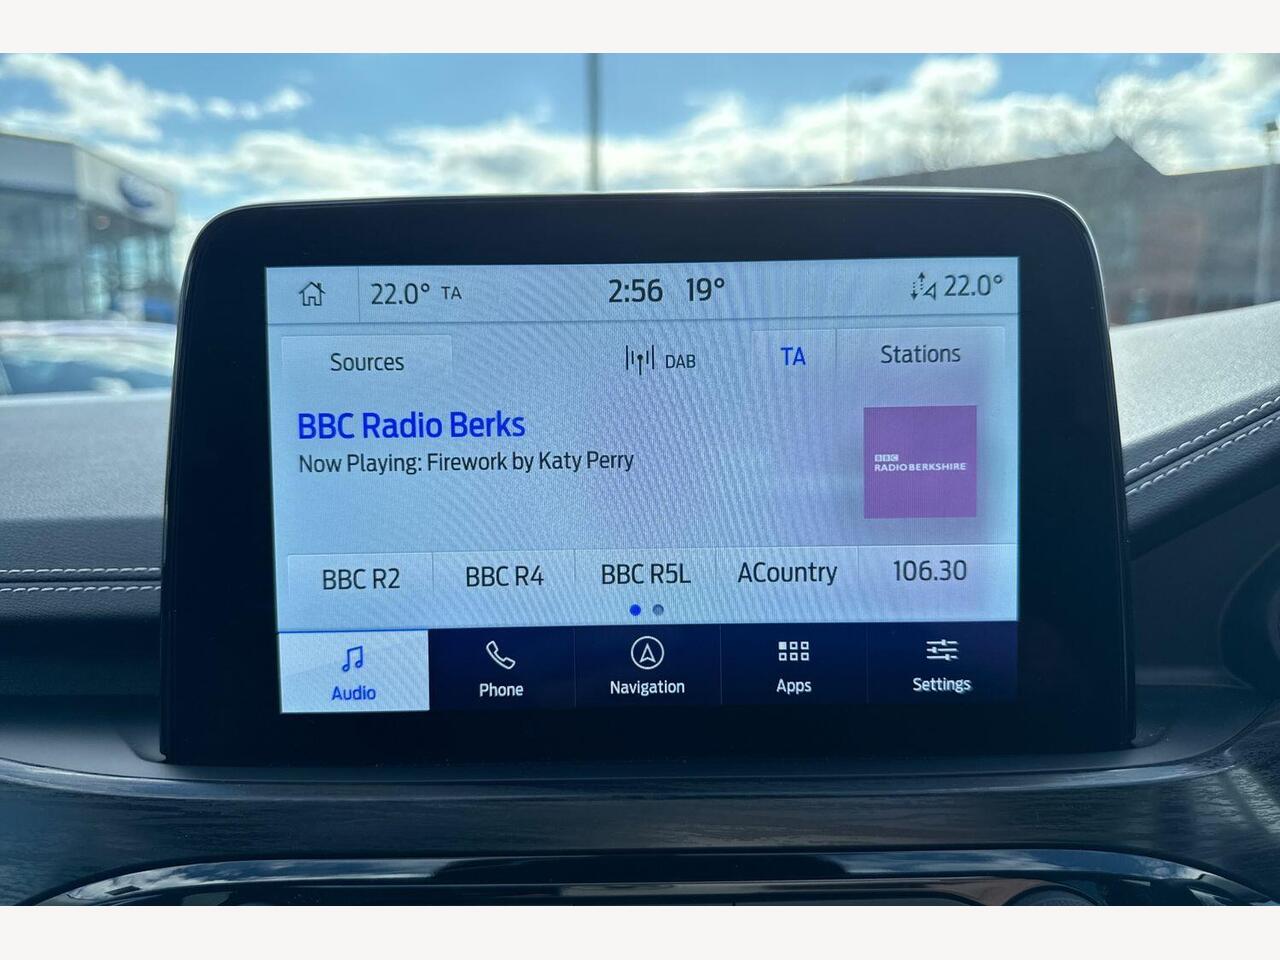 22.0° TA 2:56 19° 22.0°
Sources DAB TA Stations
BBC Radio Berks
Now Playing: Firework by Katy Perry
BBC
RADIO BERKSHIRE
BBC R2 BBC R4 BBC R5L ACountry 106.30
Audio Phone Navigation Apps Settings